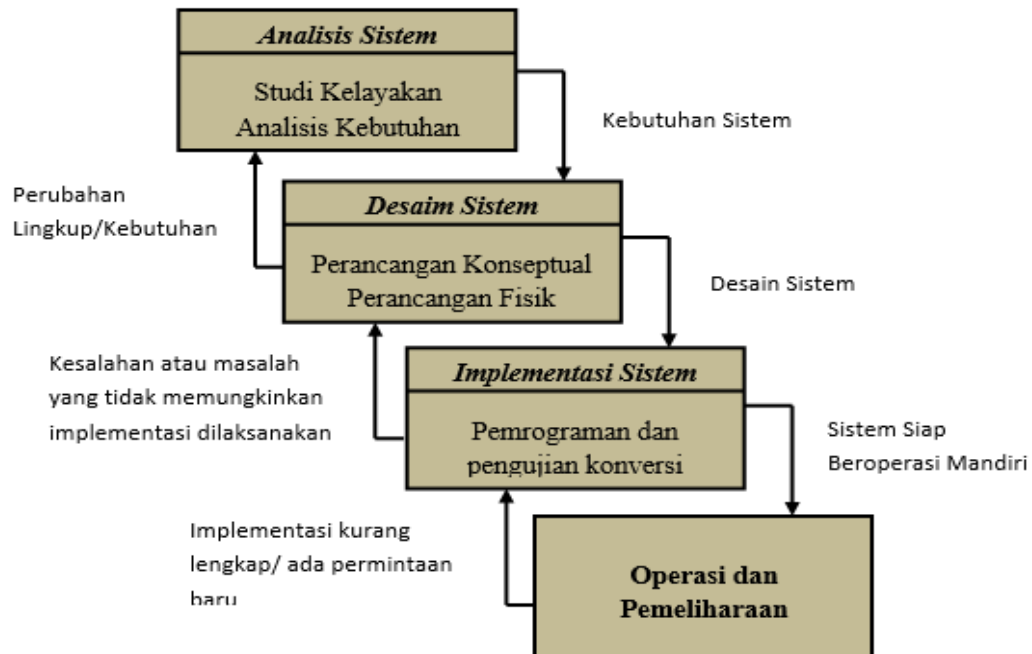 Analisis Sistem
Studi Kelayakan
Analisis Kebutuhan
Kebutuhan Sistem
Perubahan
Lingkup/Kebutuhan
Desaim Sistem
Perancangan Konseptual
Perancangan Fisik
Desain Sistem
Kesalahan atau masalah
yang tidak memungkinkan
implementasi dilaksanakan
Implementasi Sistem
Pemrograman dan
pengujian konversi
Sistem Siap
Beroperasi Mandiri
Implementasi kurang
lengkap/ ada permintaan
baru
Operasi dan
Pemeliharaan